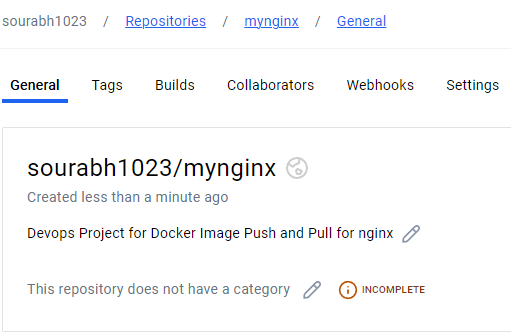 sourabh1023 / Repositories / mynginx / General
General Tags Builds Collaborators Webhooks Settings
sourabh1023/mynginx
Created less than a minute ago
Devops Project for Docker Image Push and Pull for nginx
This repository does not have a category INCOMPLETE